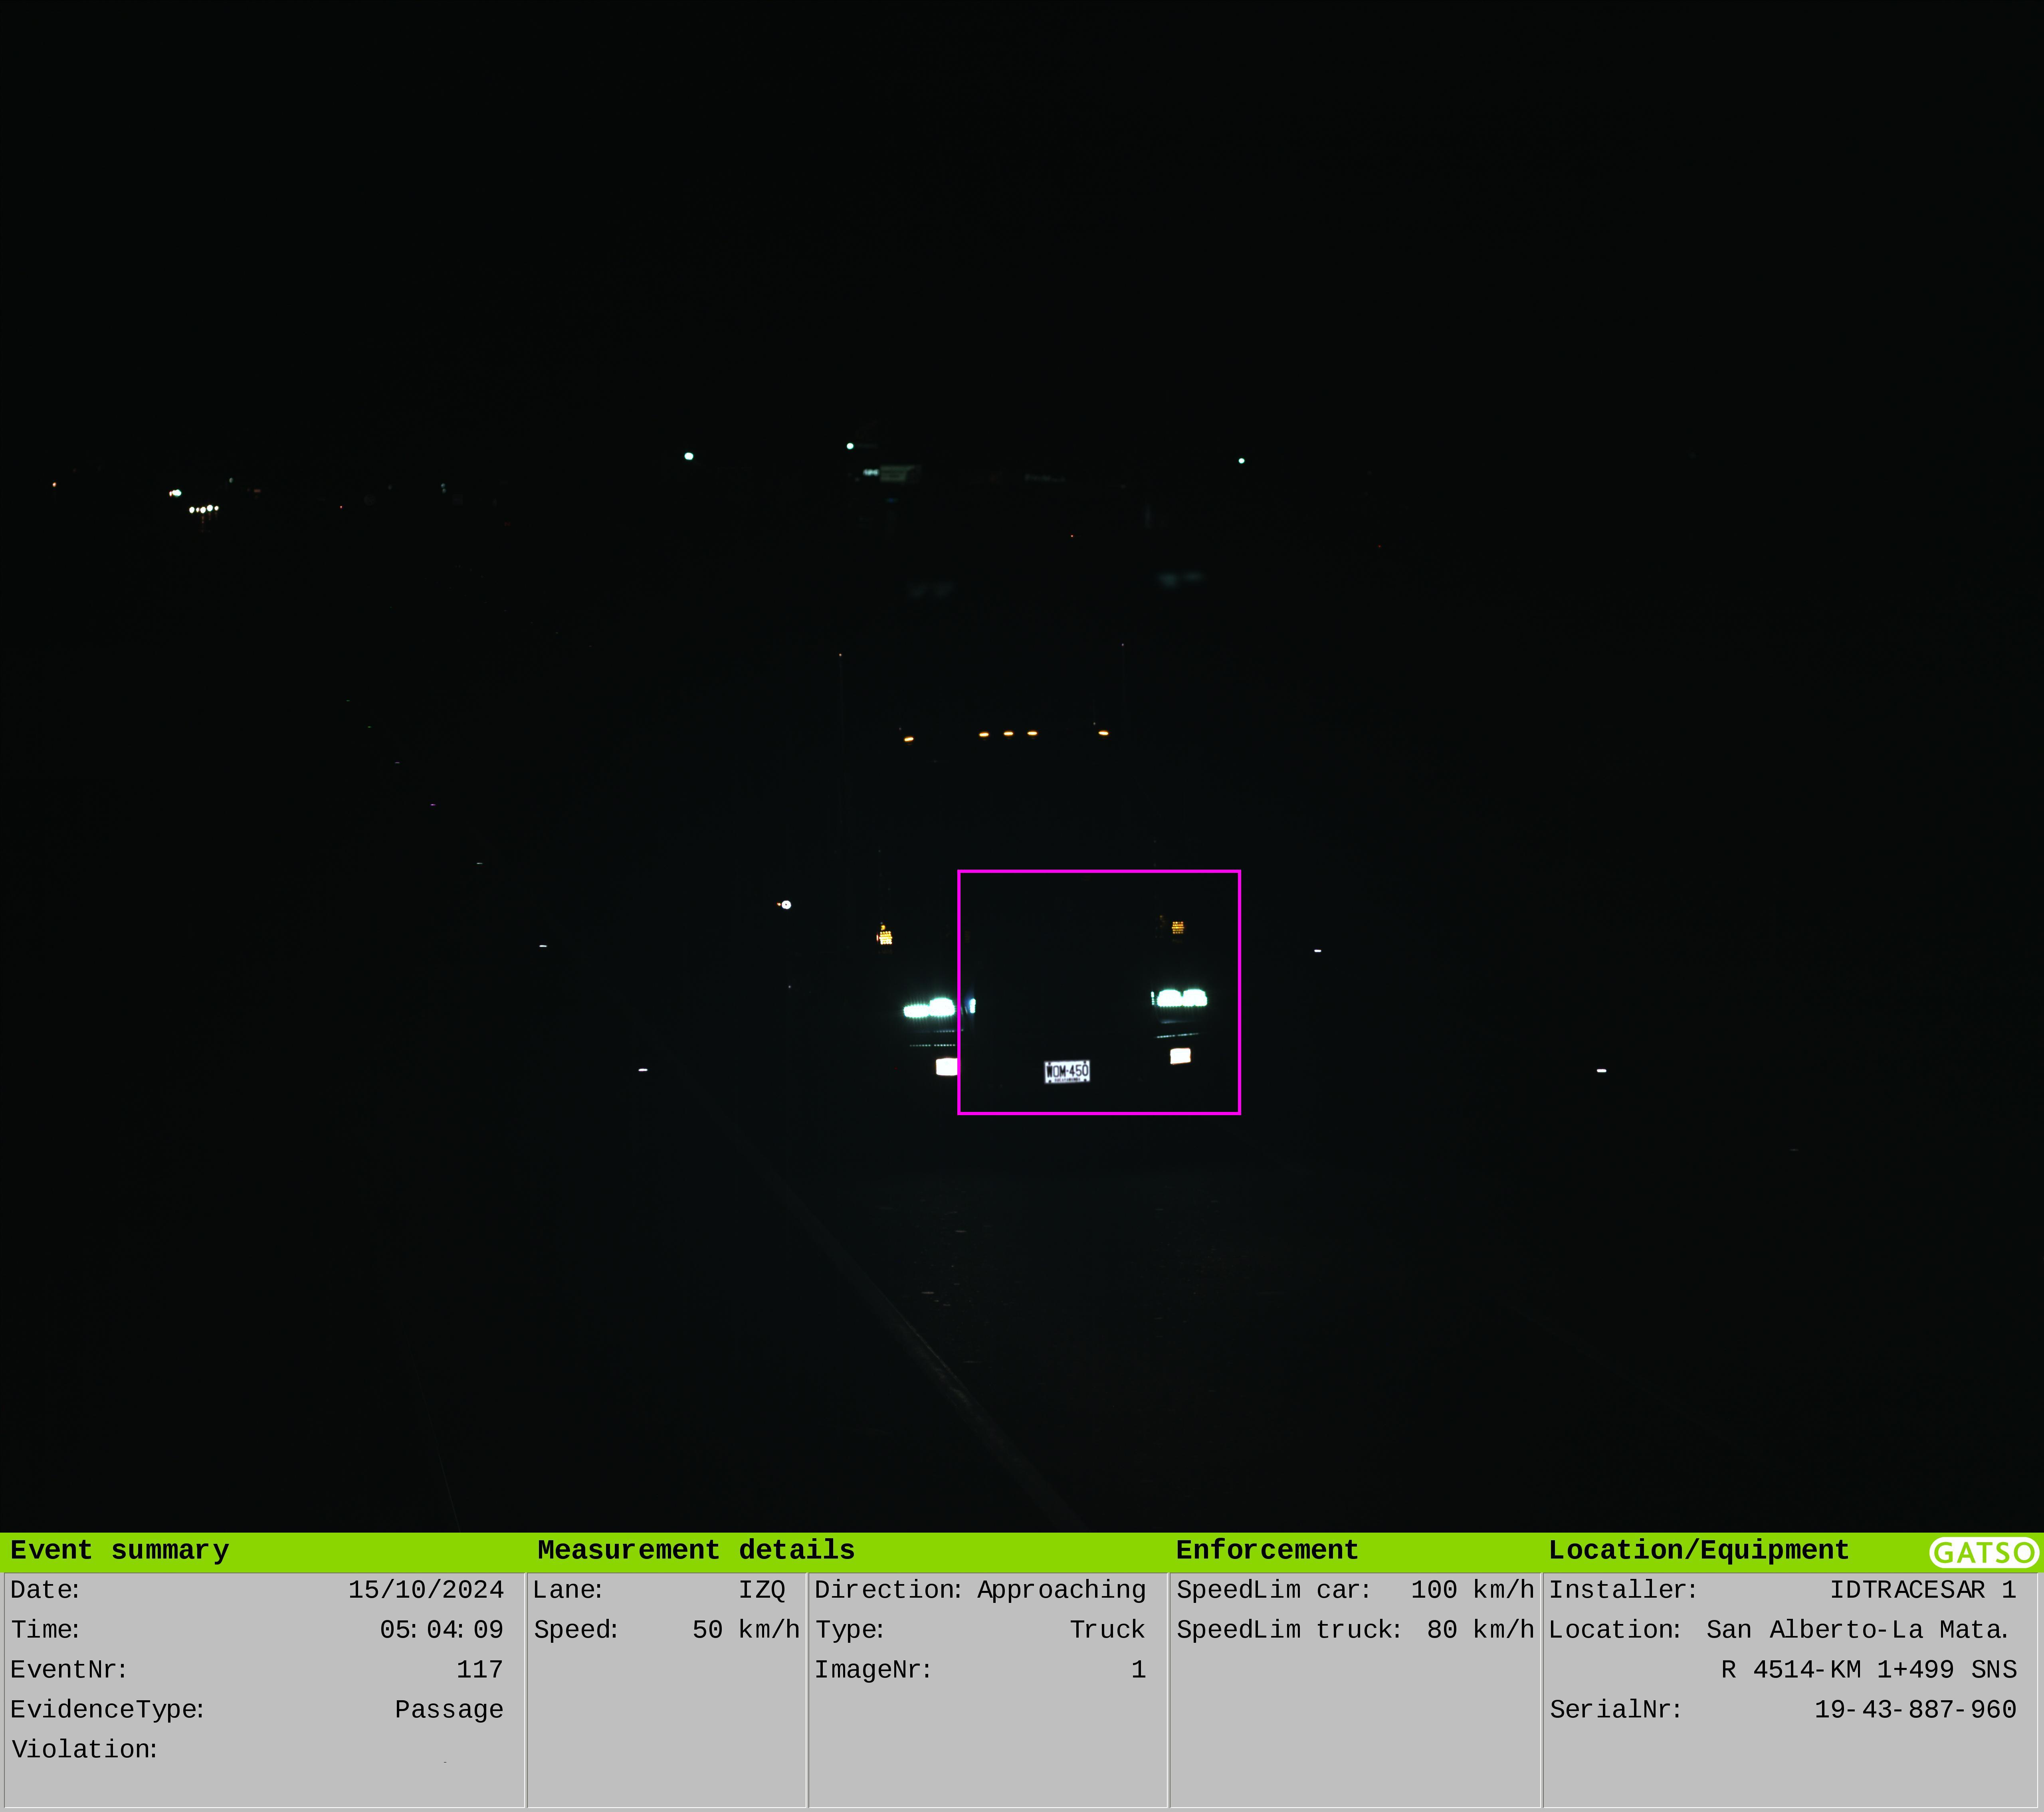 WOM-450
Event summary
Measurement details
Enforcement
Location/Equipment
GATSO
Date: 15/10/2024
Time: 05:04:09
EventNr: 117
EvidenceType: Passage
Violation:
Lane: IZQ
Speed: 50 km/h
Direction: Approaching
Type: Truck
ImageNr: 1
SpeedLim car: 100 km/h
SpeedLim truck: 80 km/h
Installer: IDTRACESAR 1
Location: San Alberto-La Mata.
R 4514-KM 1+499 SNS
SerialNr: 19-43-887-960